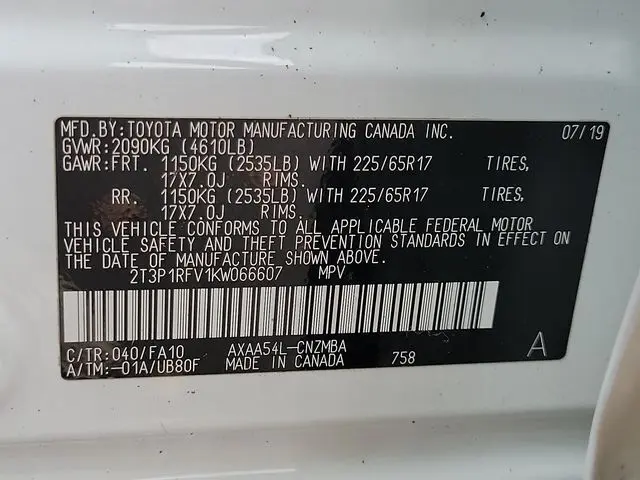 MFD.BY:TOYOTA MOTOR MANUFACTURING CANADA INC. 07/19
GVWR:2090KG (4610LB)
GAWR:FRT. 1150KG (2535LB) WITH 225/65R17 TIRES,
17X7.0J RIMS.
RR. 1150KG (2535LB) WITH 225/65R17 TIRES,
17X7.0J RIMS.
THIS VEHICLE CONFORMS TO ALL APPLICABLE FEDERAL MOTOR
VEHICLE SAFETY AND THEFT PREVENTION STANDARDS IN EFFECT ON
THE DATE OF MANUFACTURE SHOWN ABOVE.
2T3P1RFV1KW066607 MPV
C/TR:040/FA10 AXAA54L-CNZMBA A
A/TM:-01A/UB80F MADE IN CANADA 758